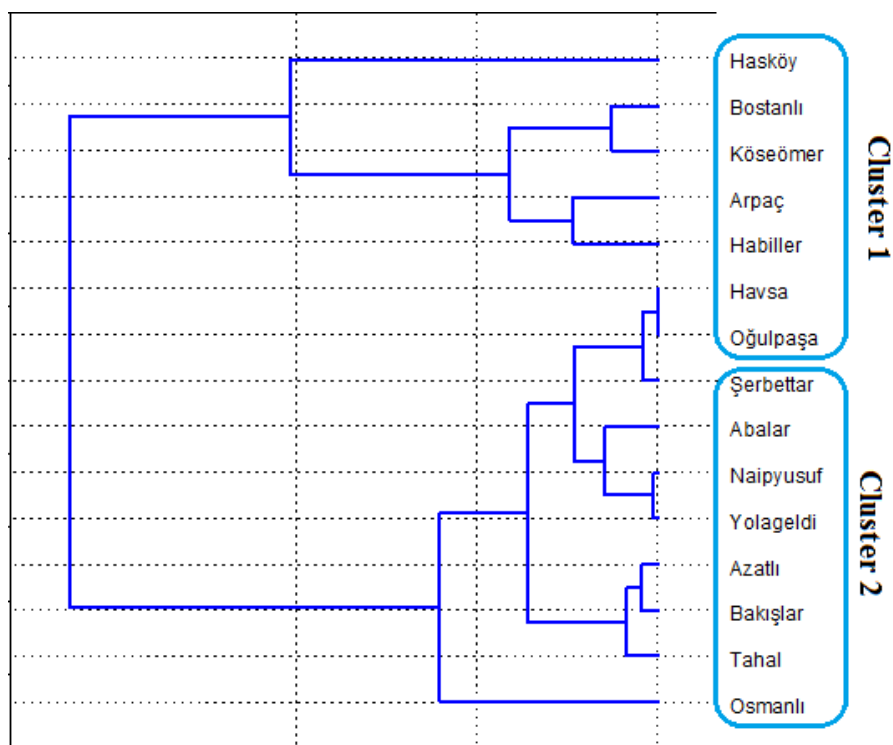 Hasköy
Bostanlı
Köseömer
Arpaç
Habiller
Havsa
Oğulpaşa
Cluster 1
Şerbettar
Abalar
Naipyusuf
Yolageldi
Azatlı
Bakışlar
Tahal
Osmanlı
Cluster 2